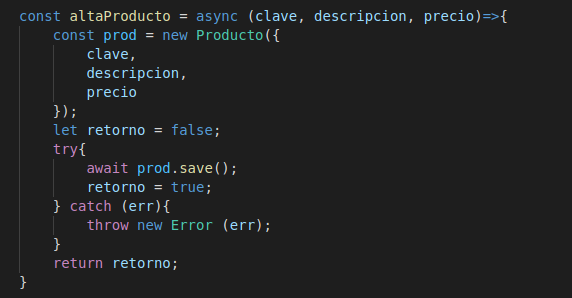 const altaProducto = async (clave, descripcion, precio)=>{
    const prod = new Producto({
        clave,
        descripcion,
        precio
    });
    let retorno = false;
    try{
        await prod.save();
        retorno = true;
    } catch (err){
        throw new Error (err);
    }
    return retorno;
}